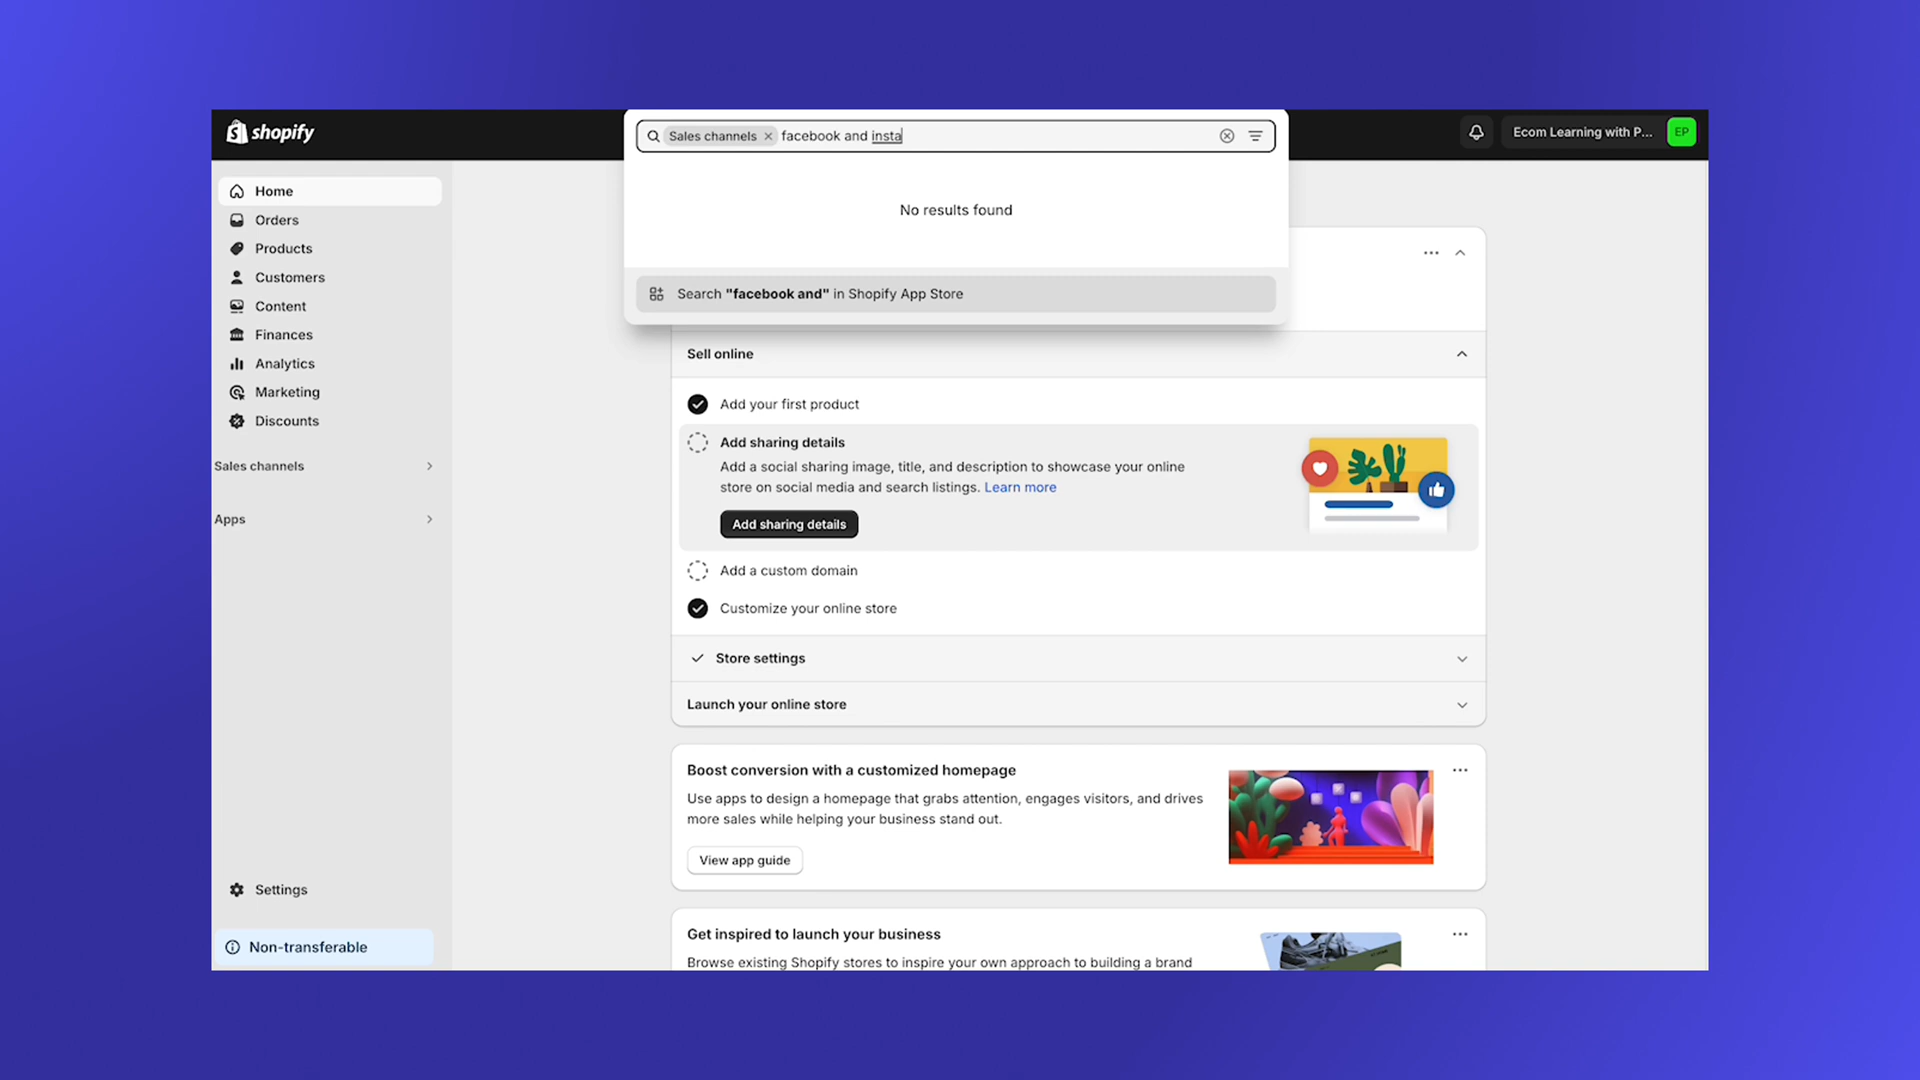 shopify
Sales channels facebook and insta
Ecom Learning with P...
EP
No results found
Search "facebook and" in Shopify App Store
Home
Orders
Products
Customers
Content
Finances
Analytics
Marketing
Discounts
Sales channels
Apps
Settings
Non-transferable
Sell online
Add your first product
Add sharing details
Add a social sharing image, title, and description to showcase your online
store on social media and search listings. Learn more
Add sharing details
Add a custom domain
Customize your online store
Store settings
Launch your online store
Boost conversion with a customized homepage
Use apps to design a homepage that grabs attention, engages visitors, and drives
more sales while helping your business stand out.
View app guide
Get inspired to launch your business
Browse existing Shopify stores to inspire your own approach to building a brand